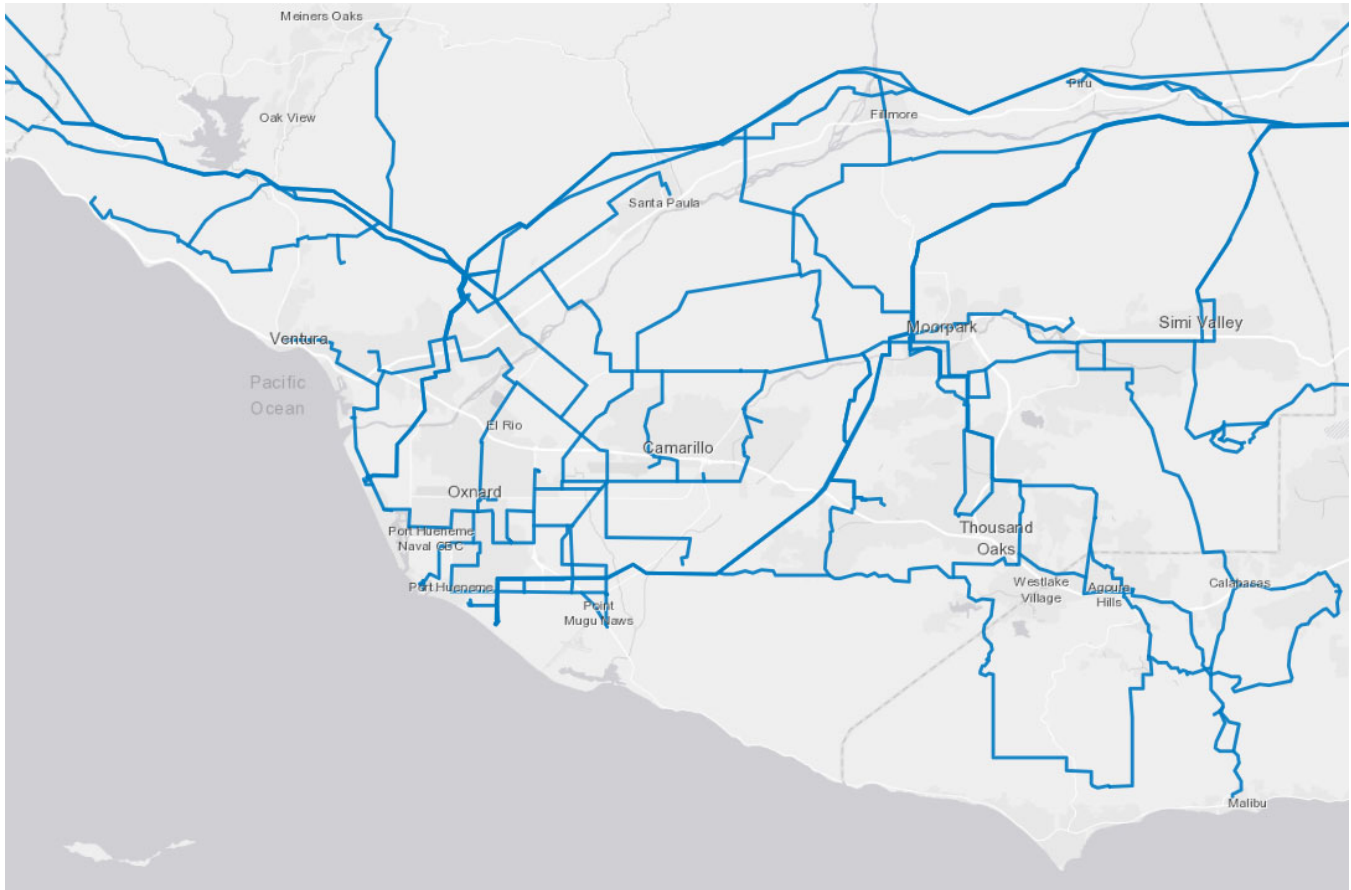 Meiners Oaks
Oak View
Piru
Fillmore
Santa Paula
Ventura
Moorpark
Simi Valley
Pacific
Ocean
El Rio
Camarillo
Oxnard
Port Hueneme
Naval CBC
Thousand
Oaks
Port Hueneme
Westlake
Village
Agoura
Hills
Calabasas
Point
Mugu Naws
Malibu